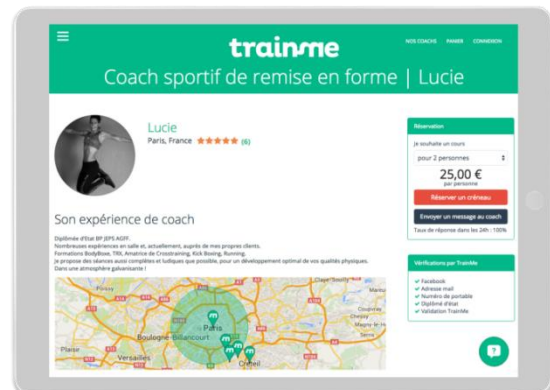 trainme
NOS COACHS PANIER CONNEXION
Coach sportif de remise en forme | Lucie
Lucie
Paris, France (6)
Son expérience de coach
Diplômée d'Etat BP JEPS AGFF.
Nombreuses expériences en salle et, actuellement, auprès de mes propres clients.
Formations BodyBoxe, TRX, Amatrice de Crosstraining, Kick Boxing, Running.
Je propose des séances aussi complètes et ludiques que possible, pour un développement optimal de vos qualités physiques.
Dans une atmosphère galvanisante !
Réservation
Je souhaite un cours
pour 2 personnes
25,00 €
par personne
Réserver un créneau
Envoyer un message au coach
Taux de réponse dans les 24h : 100%
Vérifications par TrainMe
Facebook
Adresse mail
Numéro de portable
Diplômé d'état
Validation TrainMe
Poissy
Paris
Boulogne-Billancourt
Plaisir
Versailles
Créteil
Coupvray
Chessy
Serris
?